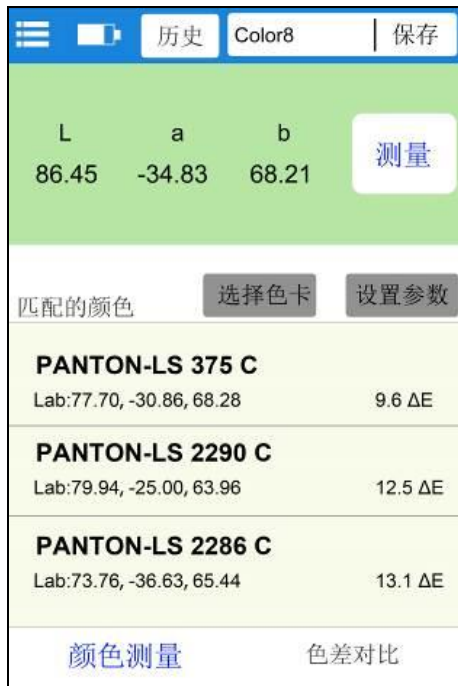 历史 Color8 保存
L a b
86.45 -34.83 68.21
测量
匹配的颜色 选择色卡 设置参数
PANTON-LS 375 C
Lab:77.70, -30.86, 68.28 9.6 ΔE
PANTON-LS 2290 C
Lab:79.94, -25.00, 63.96 12.5 ΔE
PANTON-LS 2286 C
Lab:73.76, -36.63, 65.44 13.1 ΔE
颜色测量 色差对比